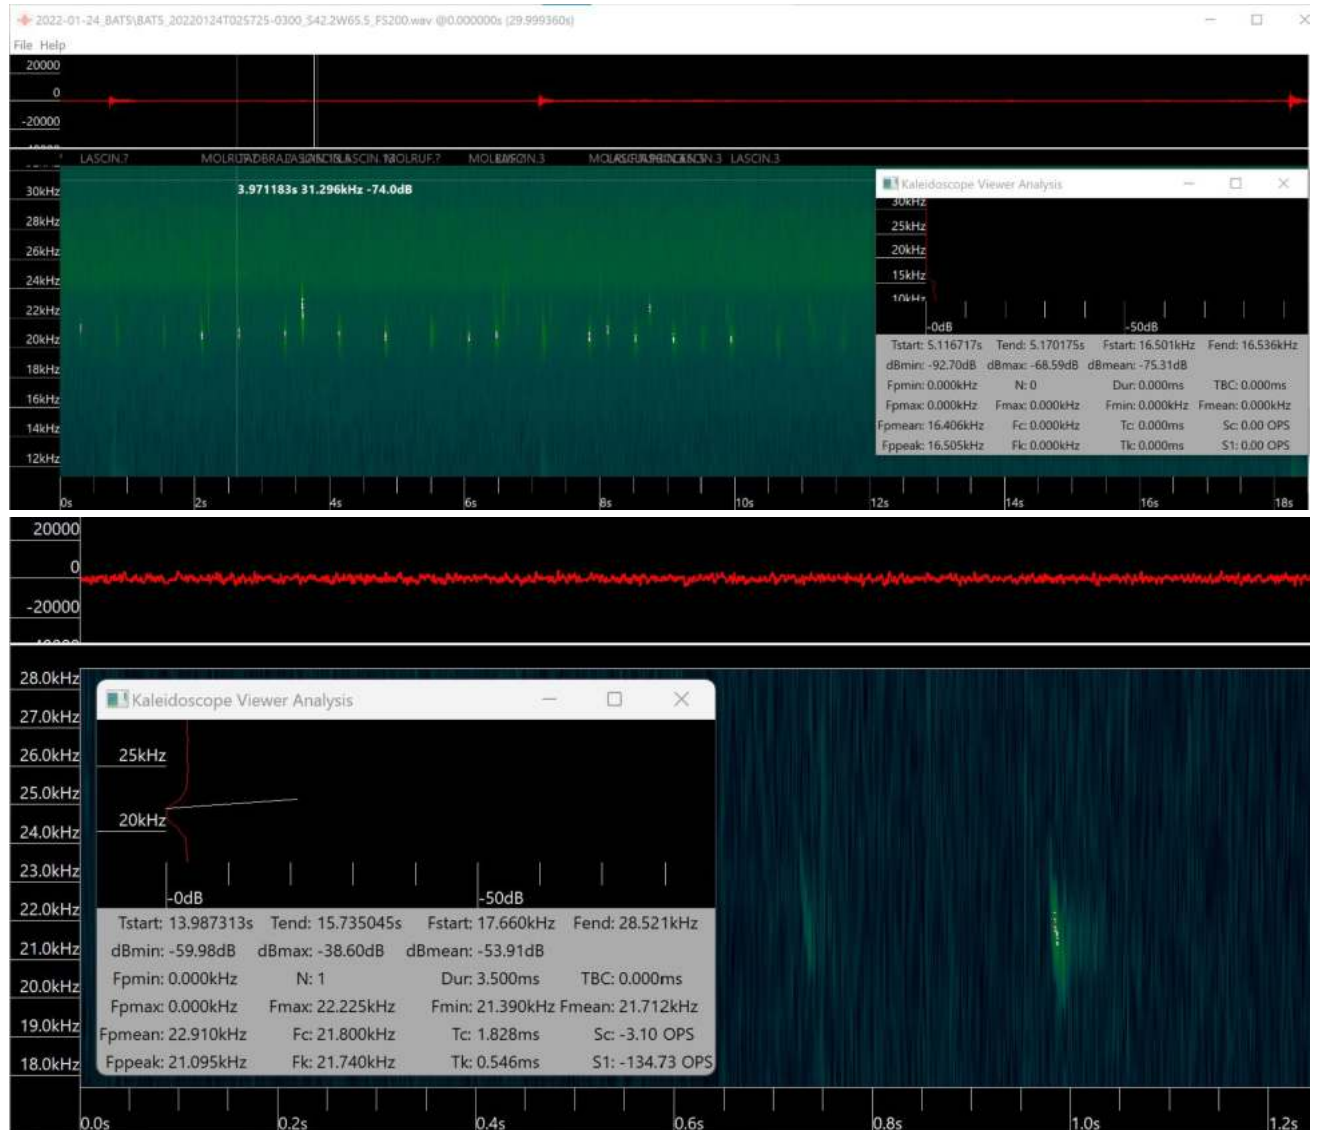 2022-01-24_BATS\BATS_20220124T025725-0300_S42.2W65.5_FS200.wav @0.000000s (29.999360s)
File Help
20000
0
-20000
LASCIN.? LASCIN.3
30kHz 3.971183s 31.296kHz -74.0dB
28kHz
26kHz
24kHz
22kHz
20kHz
18kHz
16kHz
14kHz
12kHz
0s 2s 4s 6s 8s 10s 12s 14s 16s 18s
Kaleidoscope Viewer Analysis
30kHz
25kHz
20kHz
15kHz
10kHz
-0dB -50dB
Tstart: 5.116717s Tend: 5.170175s Fstart: 16.501kHz Fend: 16.536kHz
dBmin: -92.70dB dBmax: -68.59dB dBmean: -75.31dB
Fpmin: 0.000kHz N: 0 Dur: 0.000ms TBC: 0.000ms
Fpmax: 0.000kHz Fmax: 0.000kHz Fmin: 0.000kHz Fmean: 0.000kHz
Fpmean: 16.406kHz Fc: 0.000kHz Tc: 0.000ms Sc: 0.00 OPS
Fppeak: 16.505kHz Fk: 0.000kHz Tk: 0.000ms S1: 0.00 OPS
20000
0
-20000
28.0kHz
27.0kHz
26.0kHz
25.0kHz
24.0kHz
23.0kHz
22.0kHz
21.0kHz
20.0kHz
19.0kHz
18.0kHz
0.0s 0.2s 0.4s 0.6s 0.8s 1.0s 1.2s
Kaleidoscope Viewer Analysis
25kHz
20kHz
-0dB -50dB
Tstart: 13.987313s Tend: 15.735045s Fstart: 17.660kHz Fend: 28.521kHz
dBmin: -59.98dB dBmax: -38.60dB dBmean: -53.91dB
Fpmin: 0.000kHz N: 1 Dur: 3.500ms TBC: 0.000ms
Fpmax: 0.000kHz Fmax: 22.225kHz Fmin: 21.390kHz Fmean: 21.712kHz
Fpmean: 22.910kHz Fc: 21.800kHz Tc: 1.828ms Sc: -3.10 OPS
Fppeak: 21.095kHz Fk: 21.740kHz Tk: 0.546ms S1: -134.73 OPS